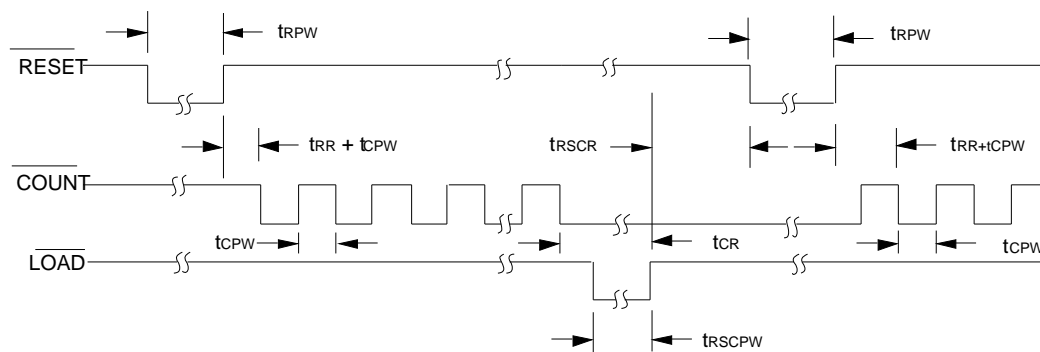 tRPW
tRPW
RESET
tRR + tCPW
tRSCR
tRR+tCPW
COUNT
tCPW
tCR
tCPW
LOAD
tRSCPW